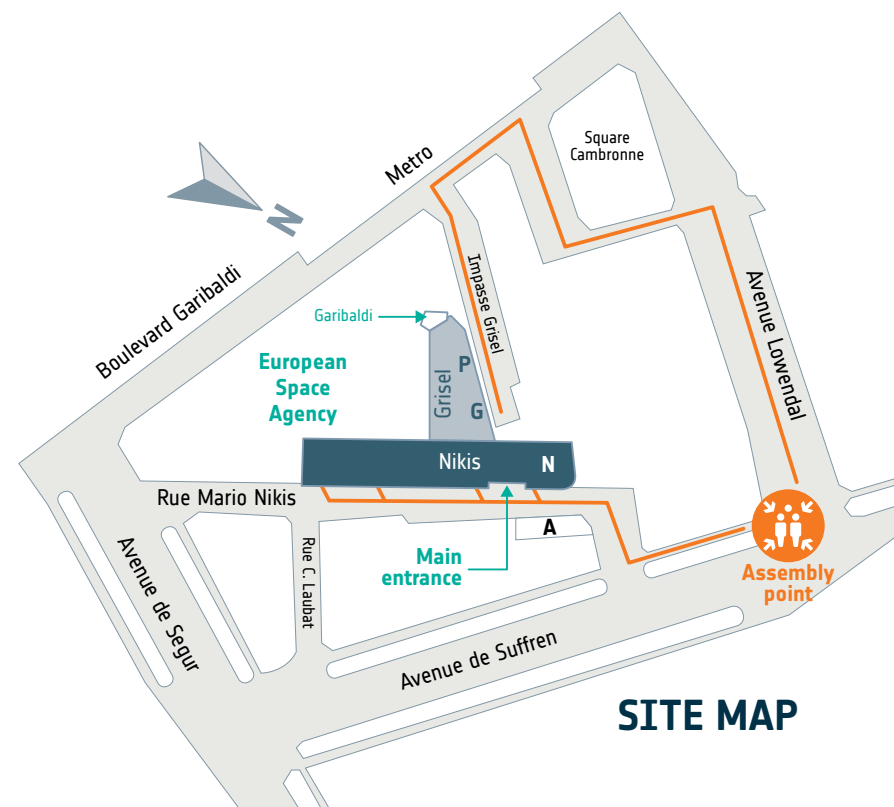 Square
Cambronne
Metro
N
Impasse Grisel
Boulevard Garibaldi
Garibaldi
Avenue Lowendal
European
Space
Agency
Grisel
P
G
Nikis
N
Rue Mario Nikis
A
Rue C. Laubat
Main
entrance
Avenue de Segur
Assembly
point
Avenue de Suffren
SITE MAP